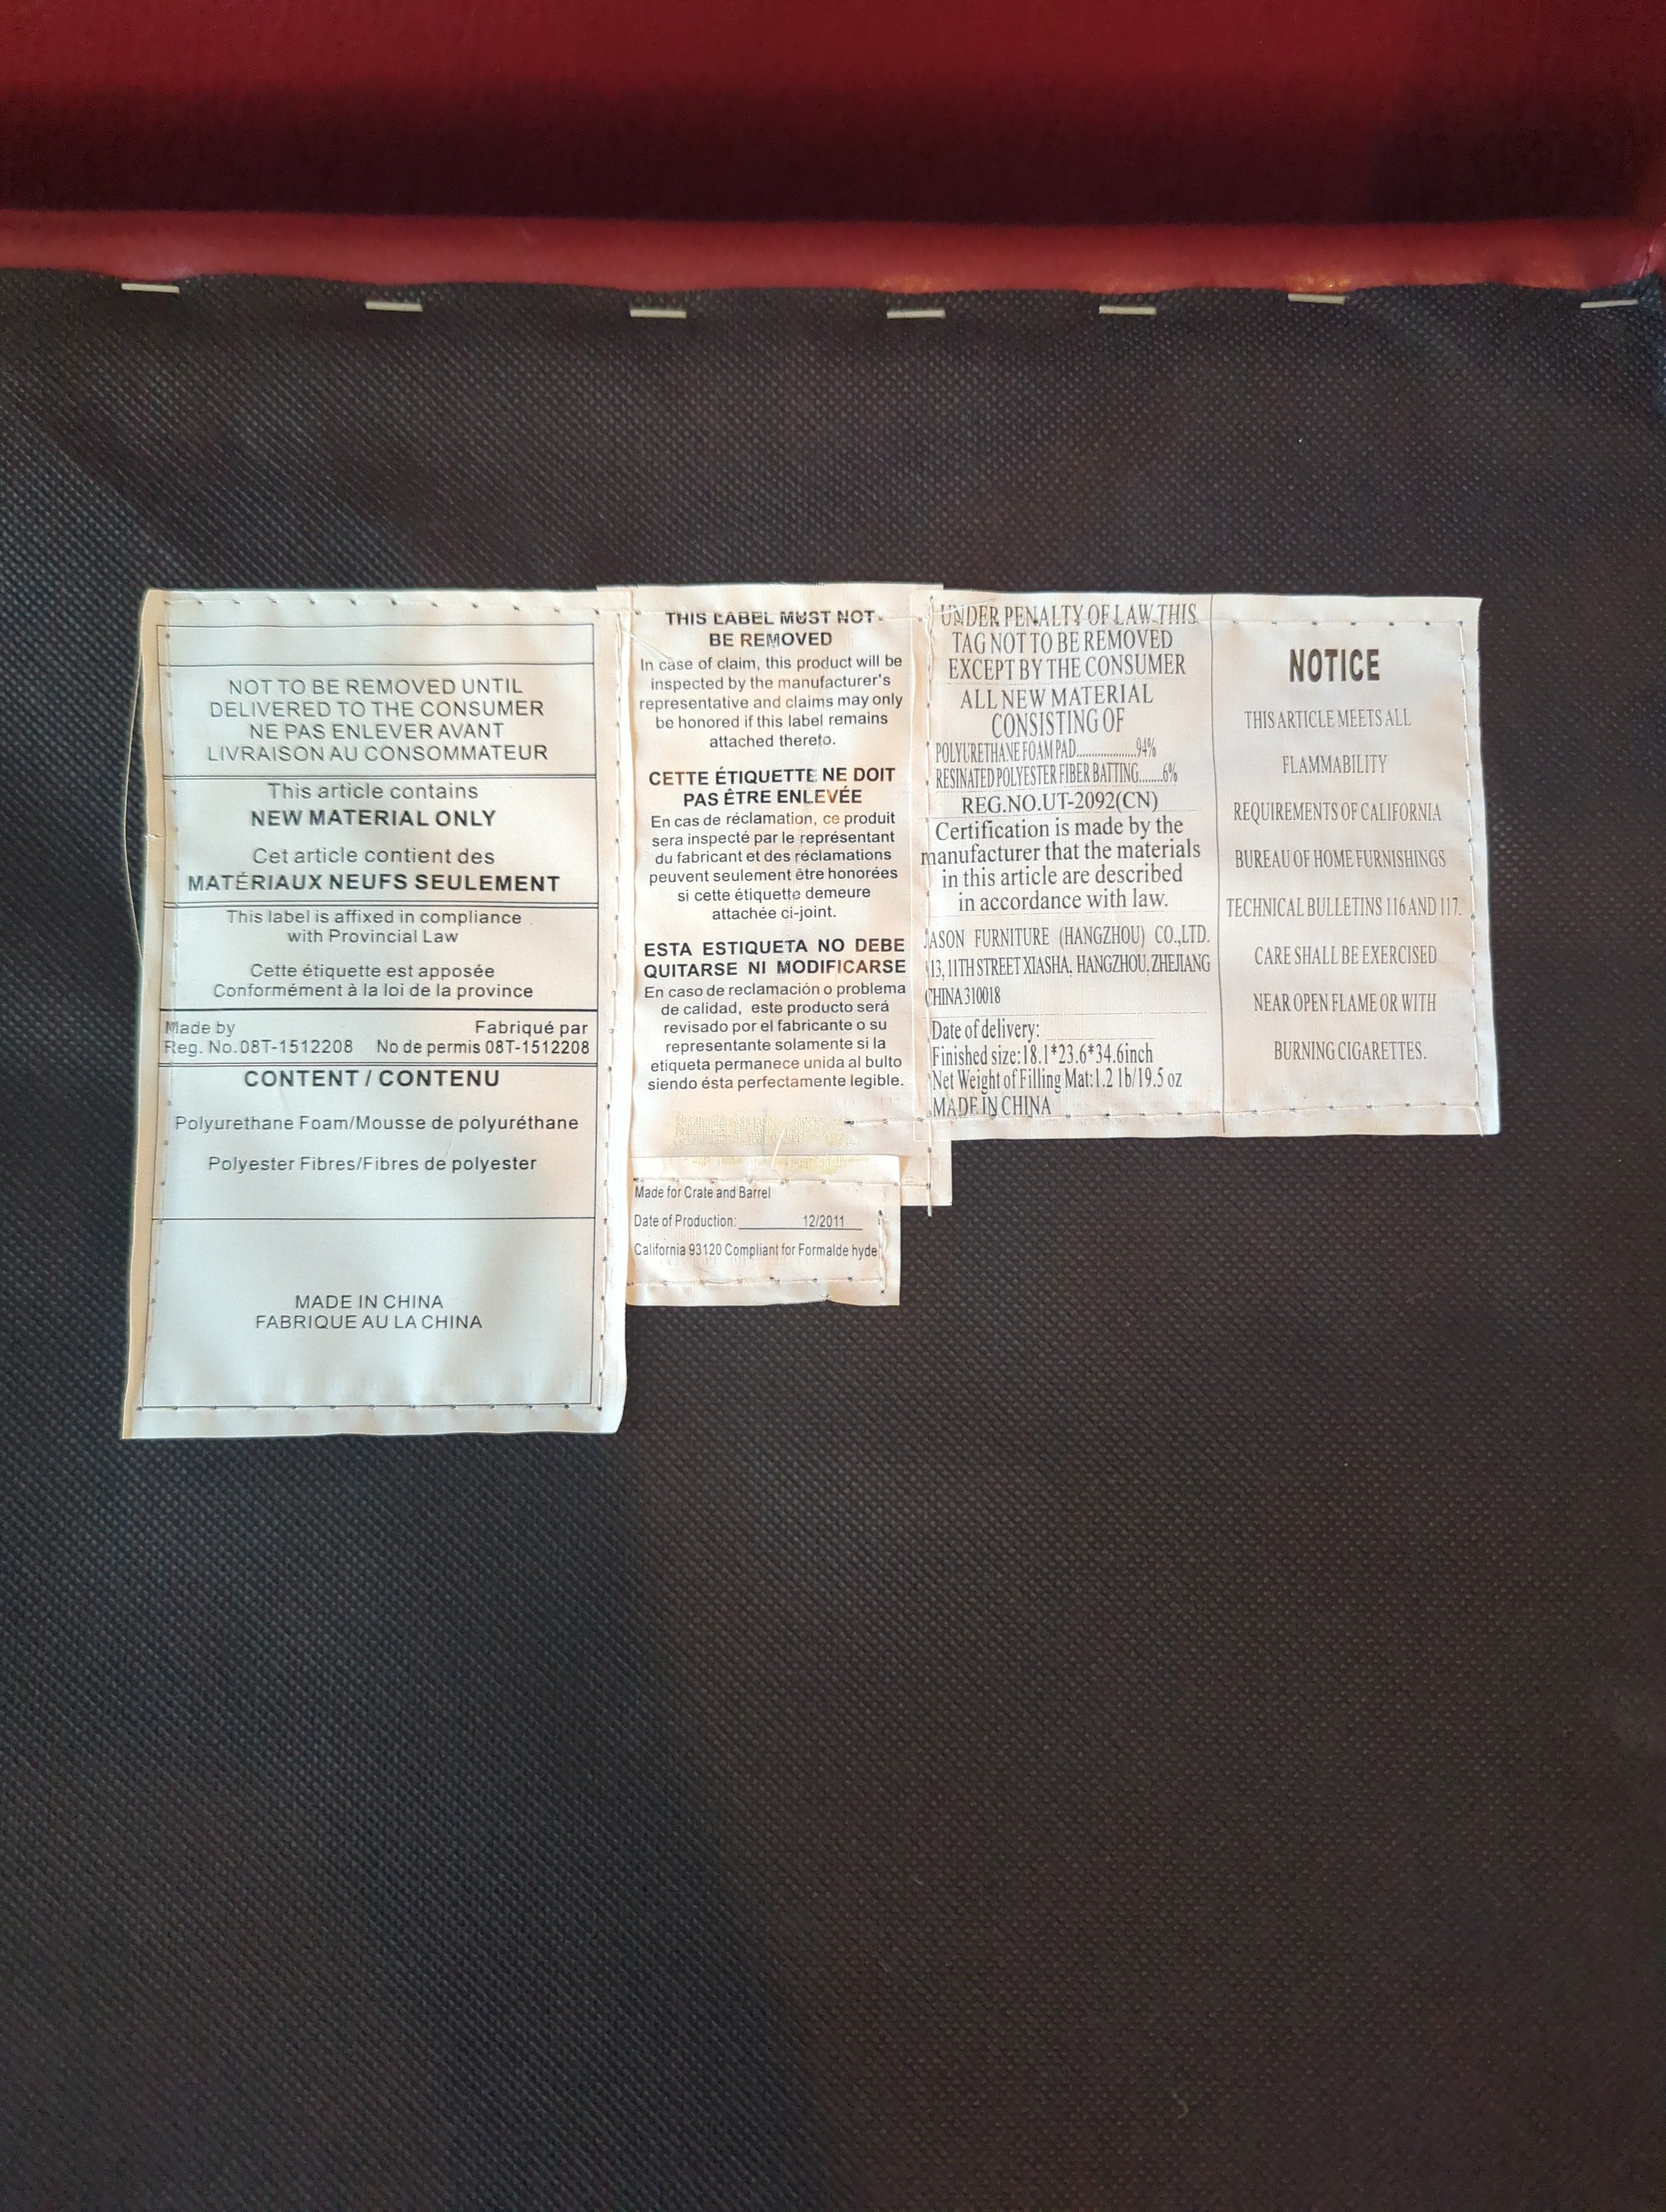 NOT TO BE REMOVED UNTIL
DELIVERED TO THE CONSUMER
NE PAS ENLEVER AVANT
LIVRAISON AU CONSOMMATEUR
This article contains
NEW MATERIAL ONLY
Cet article contient des
MATÉRIAUX NEUFS SEULEMENT
This label is affixed in compliance
with Provincial Law
Cette étiquette est apposée
Conformément à la loi de la province
Made by Fabriqué par
Reg. No.08T-1512208 No de permis 08T-1512208
CONTENT / CONTENU
Polyurethane Foam/Mousse de polyuréthane
Polyester Fibres/Fibres de polyester
MADE IN CHINA
FABRIQUE AU LA CHINA
THIS LABEL MUST NOT
BE REMOVED
In case of claim, this product will be
inspected by the manufacturer's
representative and claims may only
be honored if this label remains
attached thereto.
CETTE ÉTIQUETTE NE DOIT
PAS ÊTRE ENLEVÉE
En cas de réclamation, ce produit
sera inspecté par le représentant
du fabricant et des réclamations
peuvent seulement être honorées
si cette étiquette demeure
attachée ci-joint.
ESTA ESTIQUETA NO DEBE
QUITARSE NI MODIFICARSE
En caso de reclamación o problema
de calidad, este producto será
revisado por el fabricante o su
representante solamente si la
etiqueta permanece unida al bulto
siendo ésta perfectamente legible.
Made for Crate and Barrel
Date of Production: 12/2011
California 93120 Compliant for Formalde hyde
UNDER PENALTY OF LAW THIS
TAG NOT TO BE REMOVED
EXCEPT BY THE CONSUMER
ALL NEW MATERIAL
CONSISTING OF
POLYURETHANE FOAM PAD...................94%
RESINATED POLYESTER FIBER BATTING.......6%
REG.NO.UT-2092(CN)
Certification is made by the
manufacturer that the materials
in this article are described
in accordance with law.
JASON FURNITURE (HANGZHOU) CO.,LTD.
13, 11TH STREET XIASHA, HANGZHOU, ZHEJIANG
CHINA 310018
Date of delivery:
Finished size:18.1*23.6*34.6inch
Net Weight of Filling Mat:1.2 lb/19.5 oz
MADE IN CHINA
NOTICE
THIS ARTICLE MEETS ALL
FLAMMABILITY
REQUIREMENTS OF CALIFORNIA
BUREAU OF HOME FURNISHINGS
TECHNICAL BULLETINS 116 AND 117.
CARE SHALL BE EXERCISED
NEAR OPEN FLAME OR WITH
BURNING CIGARETTES.